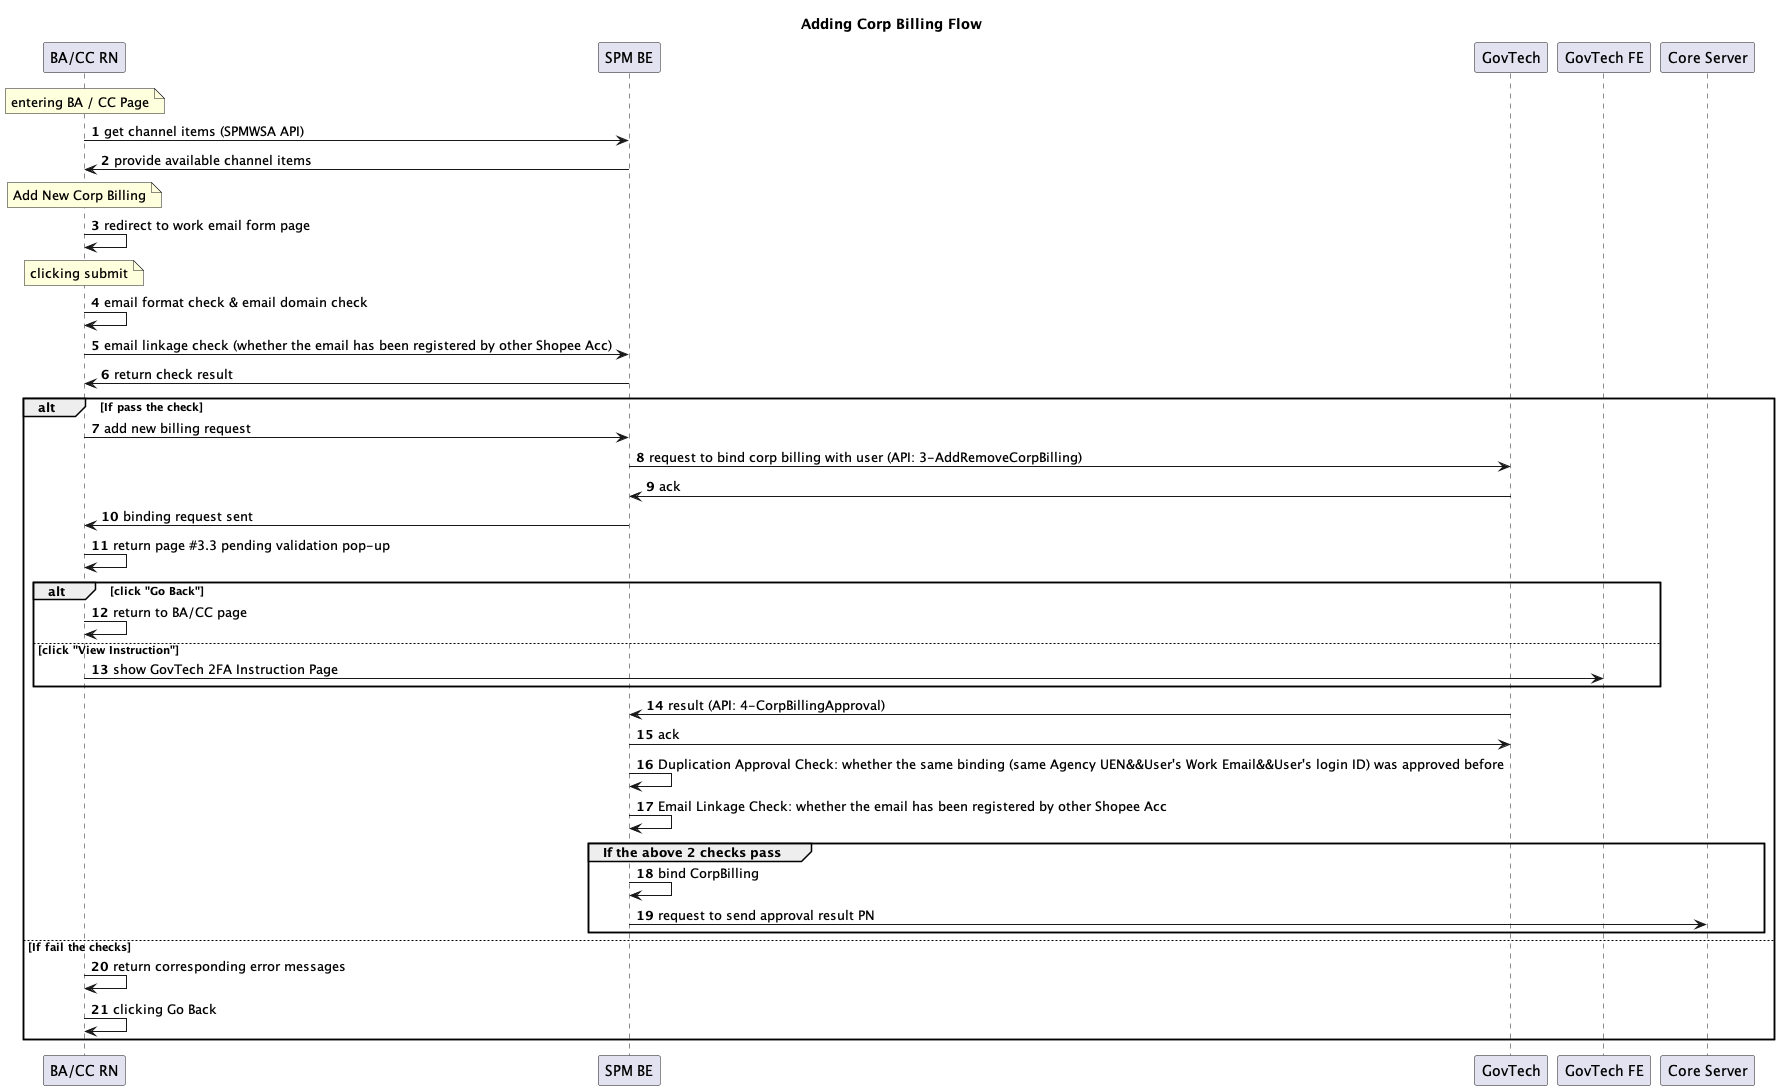 Adding Corp Billing Flow
BA/CC RN
SPM BE
GovTech
GovTech FE
Core Server
entering BA / CC Page
1 get channel items (SPMWSA API)
2 provide available channel items
Add New Corp Billing
3 redirect to work email form page
clicking submit
4 email format check & email domain check
5 email linkage check (whether the email has been registered by other Shopee Acc)
6 return check result
alt [If pass the check]
7 add new billing request
8 request to bind corp billing with user (API: 3-AddRemoveCorpBilling)
9 ack
10 binding request sent
11 return page #3.3 pending validation pop-up
alt [click "Go Back"]
12 return to BA/CC page
[click "View Instruction"]
13 show GovTech 2FA Instruction Page
14 result (API: 4-CorpBillingApproval)
15 ack
16 Duplication Approval Check: whether the same binding (same Agency UEN&&User's Work Email&&User's login ID) was approved before
17 Email Linkage Check: whether the email has been registered by other Shopee Acc
If the above 2 checks pass
18 bind CorpBilling
19 request to send approval result PN
[If fail the checks]
20 return corresponding error messages
21 clicking Go Back
BA/CC RN
SPM BE
GovTech
GovTech FE
Core Server